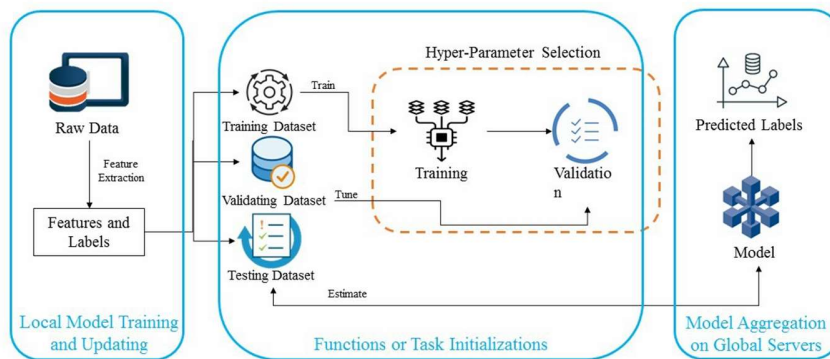 Raw Data
Feature
Extraction
Features and
Labels
Local Model Training
and Updating
Hyper-Parameter Selection
Training Dataset
Train
Validating Dataset
Tune
Testing Dataset
Estimate
Training
Validatio
n
Functions or Task Initializations
Predicted Labels
Model
Model Aggregation
on Global Servers